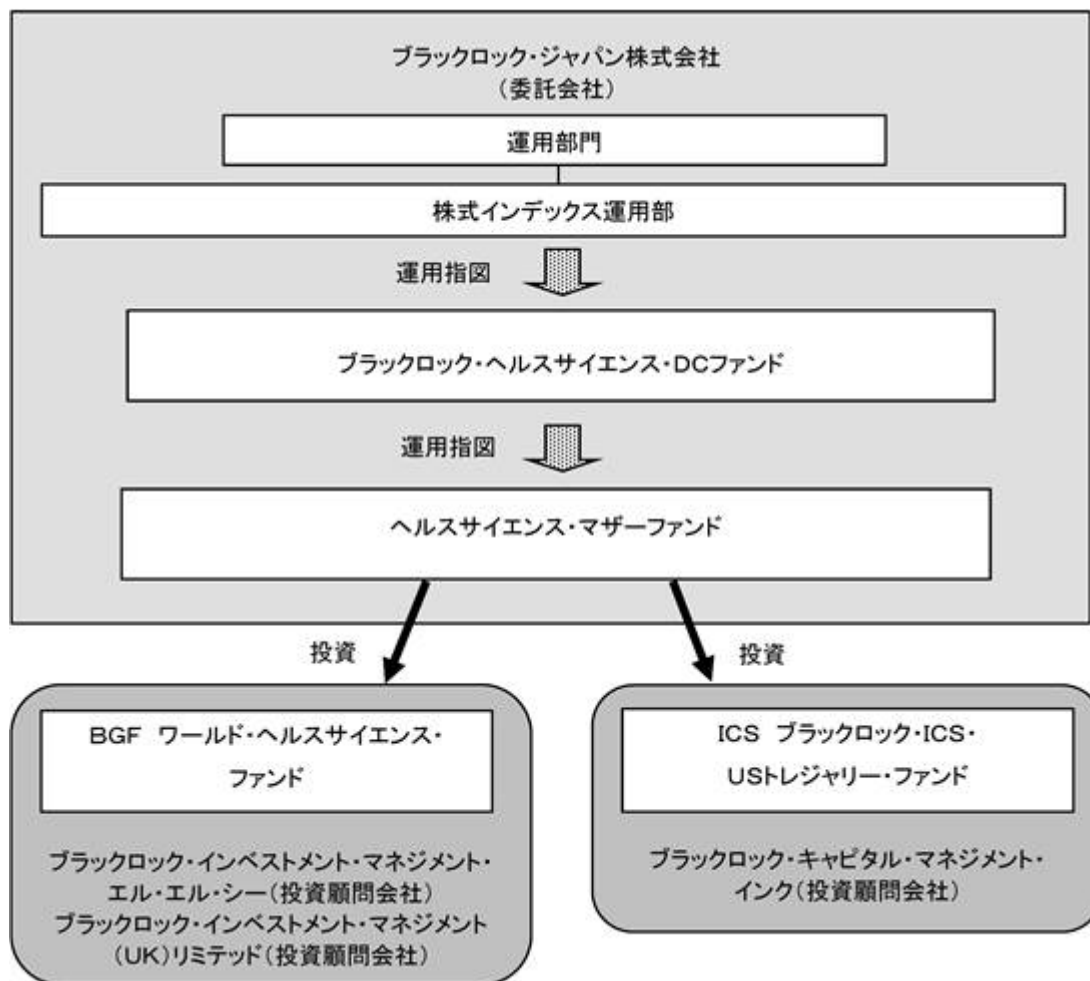 ブラックロック・ジャパン株式会社
（委託会社）
運用部門
株式インデックス運用部
運用指図
ブラックロック・ヘルスサイエンス・DCファンド
運用指図
ヘルスサイエンス・マザーファンド
投資
投資
BGF ワールド・ヘルスサイエンス・
ファンド
ブラックロック・インベストメント・マネジメント・
エル・エル・シー（投資顧問会社）
ブラックロック・インベストメント・マネジメント
（UK）リミテッド（投資顧問会社）
ICS ブラックロック・ICS・
USトレジャリー・ファンド
ブラックロック・キャピタル・マネジメント・
インク（投資顧問会社）